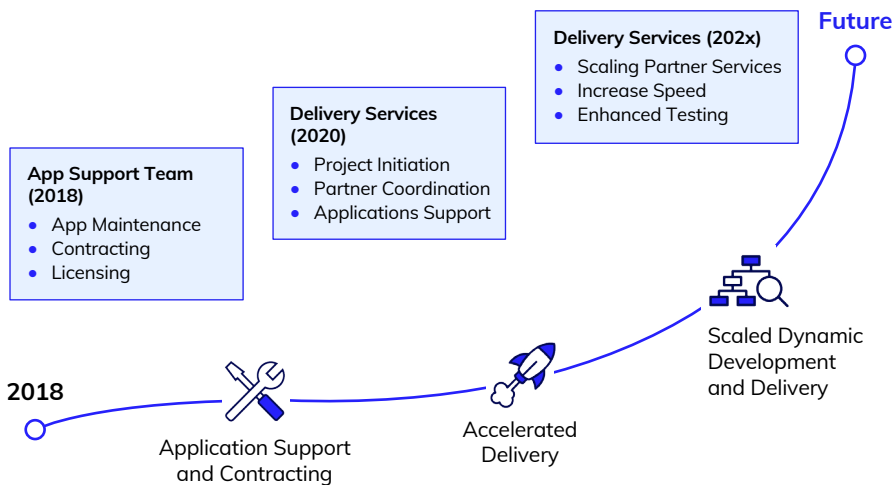 Future
Delivery Services (202x)
• Scaling Partner Services
• Increase Speed
• Enhanced Testing
Delivery Services
(2020)
• Project Initiation
• Partner Coordination
• Applications Support
App Support Team
(2018)
• App Maintenance
• Contracting
• Licensing
2018
Application Support
and Contracting
Accelerated
Delivery
Scaled Dynamic
Development
and Delivery